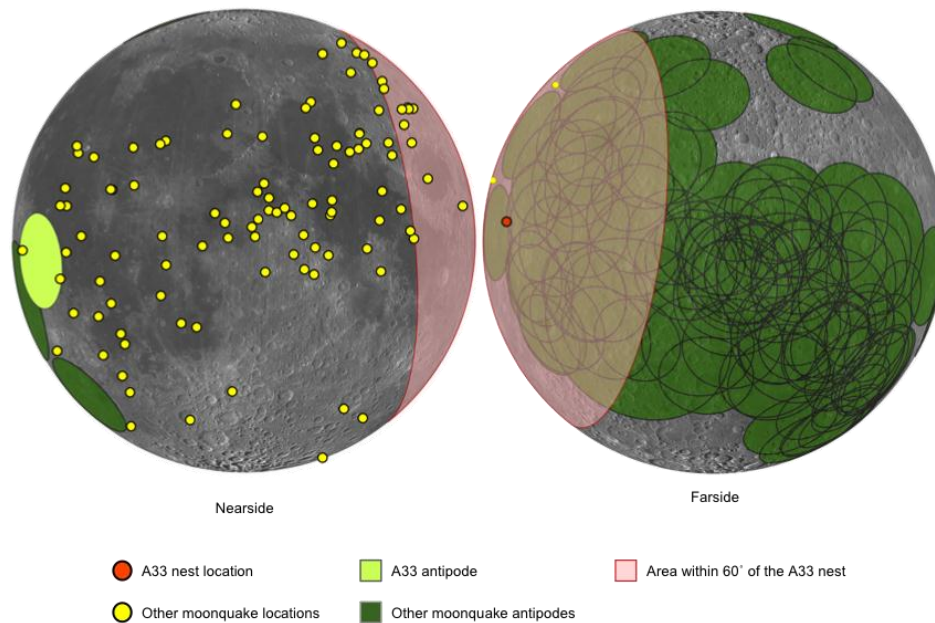 Nearside
Farside
A33 nest location
A33 antipode
Area within 60˚ of the A33 nest
Other moonquake locations
Other moonquake antipodes